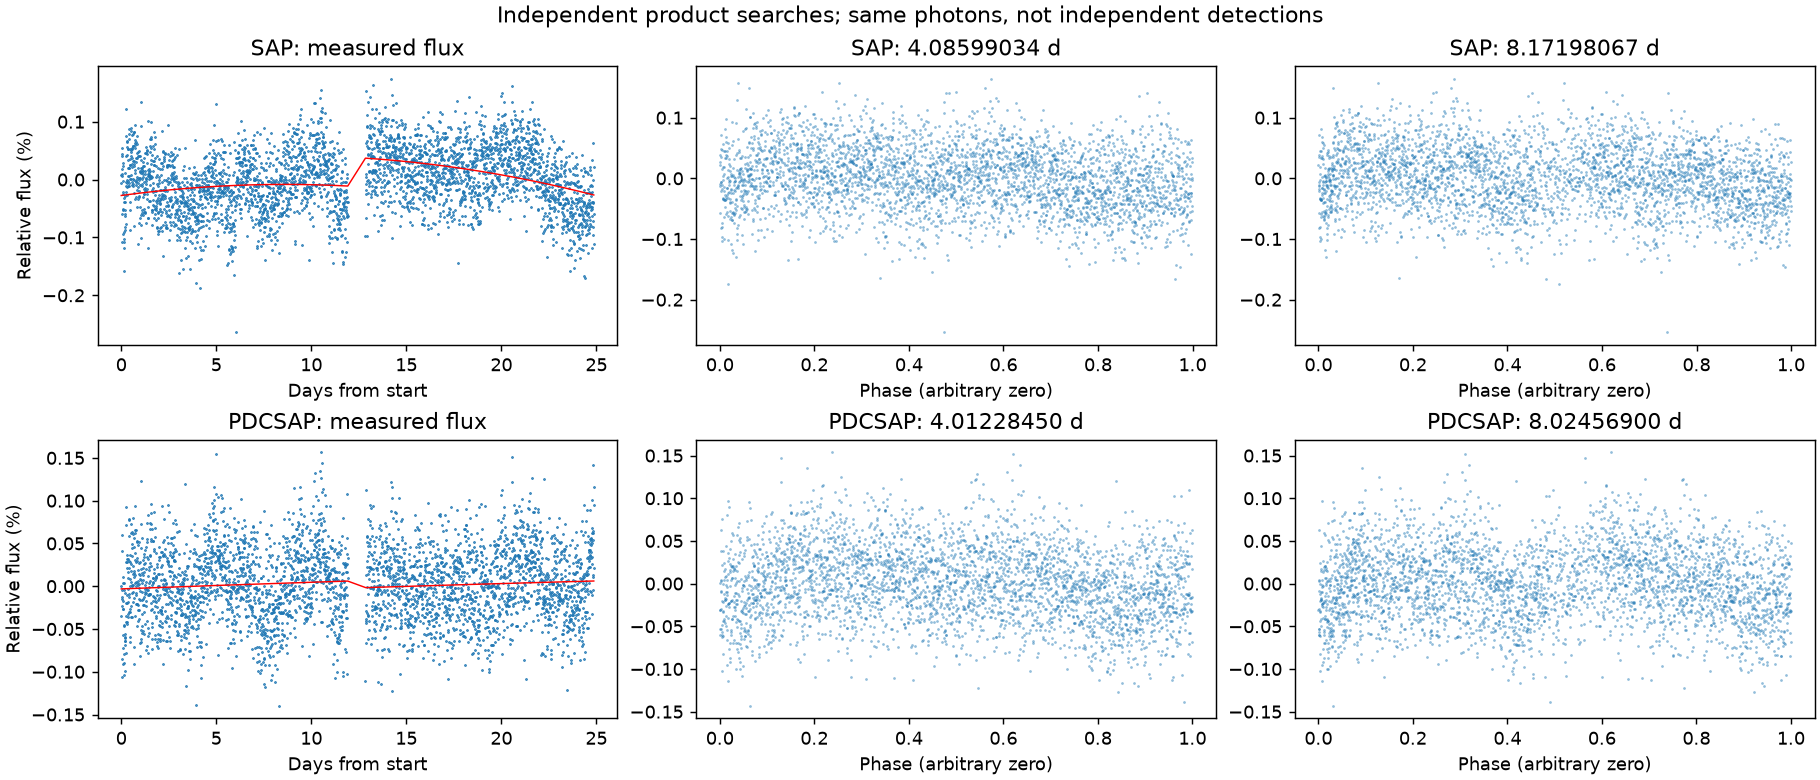 Independent product searches; same photons, not independent detections
SAP: measured flux
SAP: 4.08599034 d
SAP: 8.17198067 d
Relative flux (%)
0.1
0.0
−0.1
−0.2
0 5 10 15 20 25
Days from start
0.1
0.0
−0.1
−0.2
0.0 0.2 0.4 0.6 0.8 1.0
Phase (arbitrary zero)
0.1
0.0
−0.1
−0.2
0.0 0.2 0.4 0.6 0.8 1.0
Phase (arbitrary zero)
PDCSAP: measured flux
PDCSAP: 4.01228450 d
PDCSAP: 8.02456900 d
Relative flux (%)
0.15
0.10
0.05
0.00
−0.05
−0.10
−0.15
0 5 10 15 20 25
Days from start
0.15
0.10
0.05
0.00
−0.05
−0.10
−0.15
0.0 0.2 0.4 0.6 0.8 1.0
Phase (arbitrary zero)
0.15
0.10
0.05
0.00
−0.05
−0.10
−0.15
0.0 0.2 0.4 0.6 0.8 1.0
Phase (arbitrary zero)